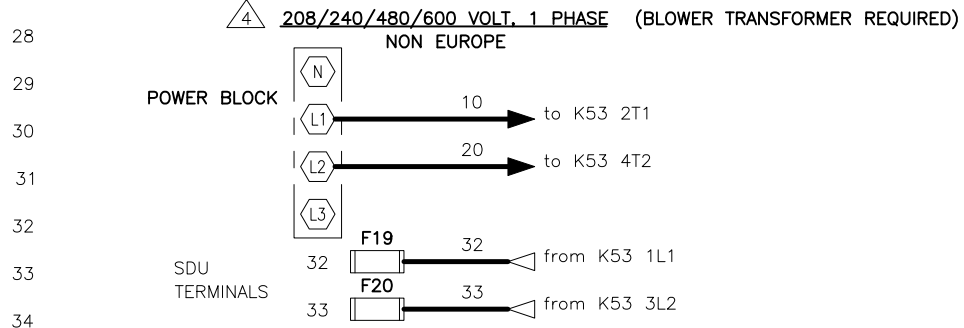 4 208/240/480/600 VOLT, 1 PHASE (BLOWER TRANSFORMER REQUIRED)
28 NON EUROPE
29 N
POWER BLOCK
30 L1 10 to K53 2T1
31 L2 20 to K53 4T2
32 L3
F19
33 SDU 32 32 from K53 1L1
TERMINALS F20
34 33 33 from K53 3L2